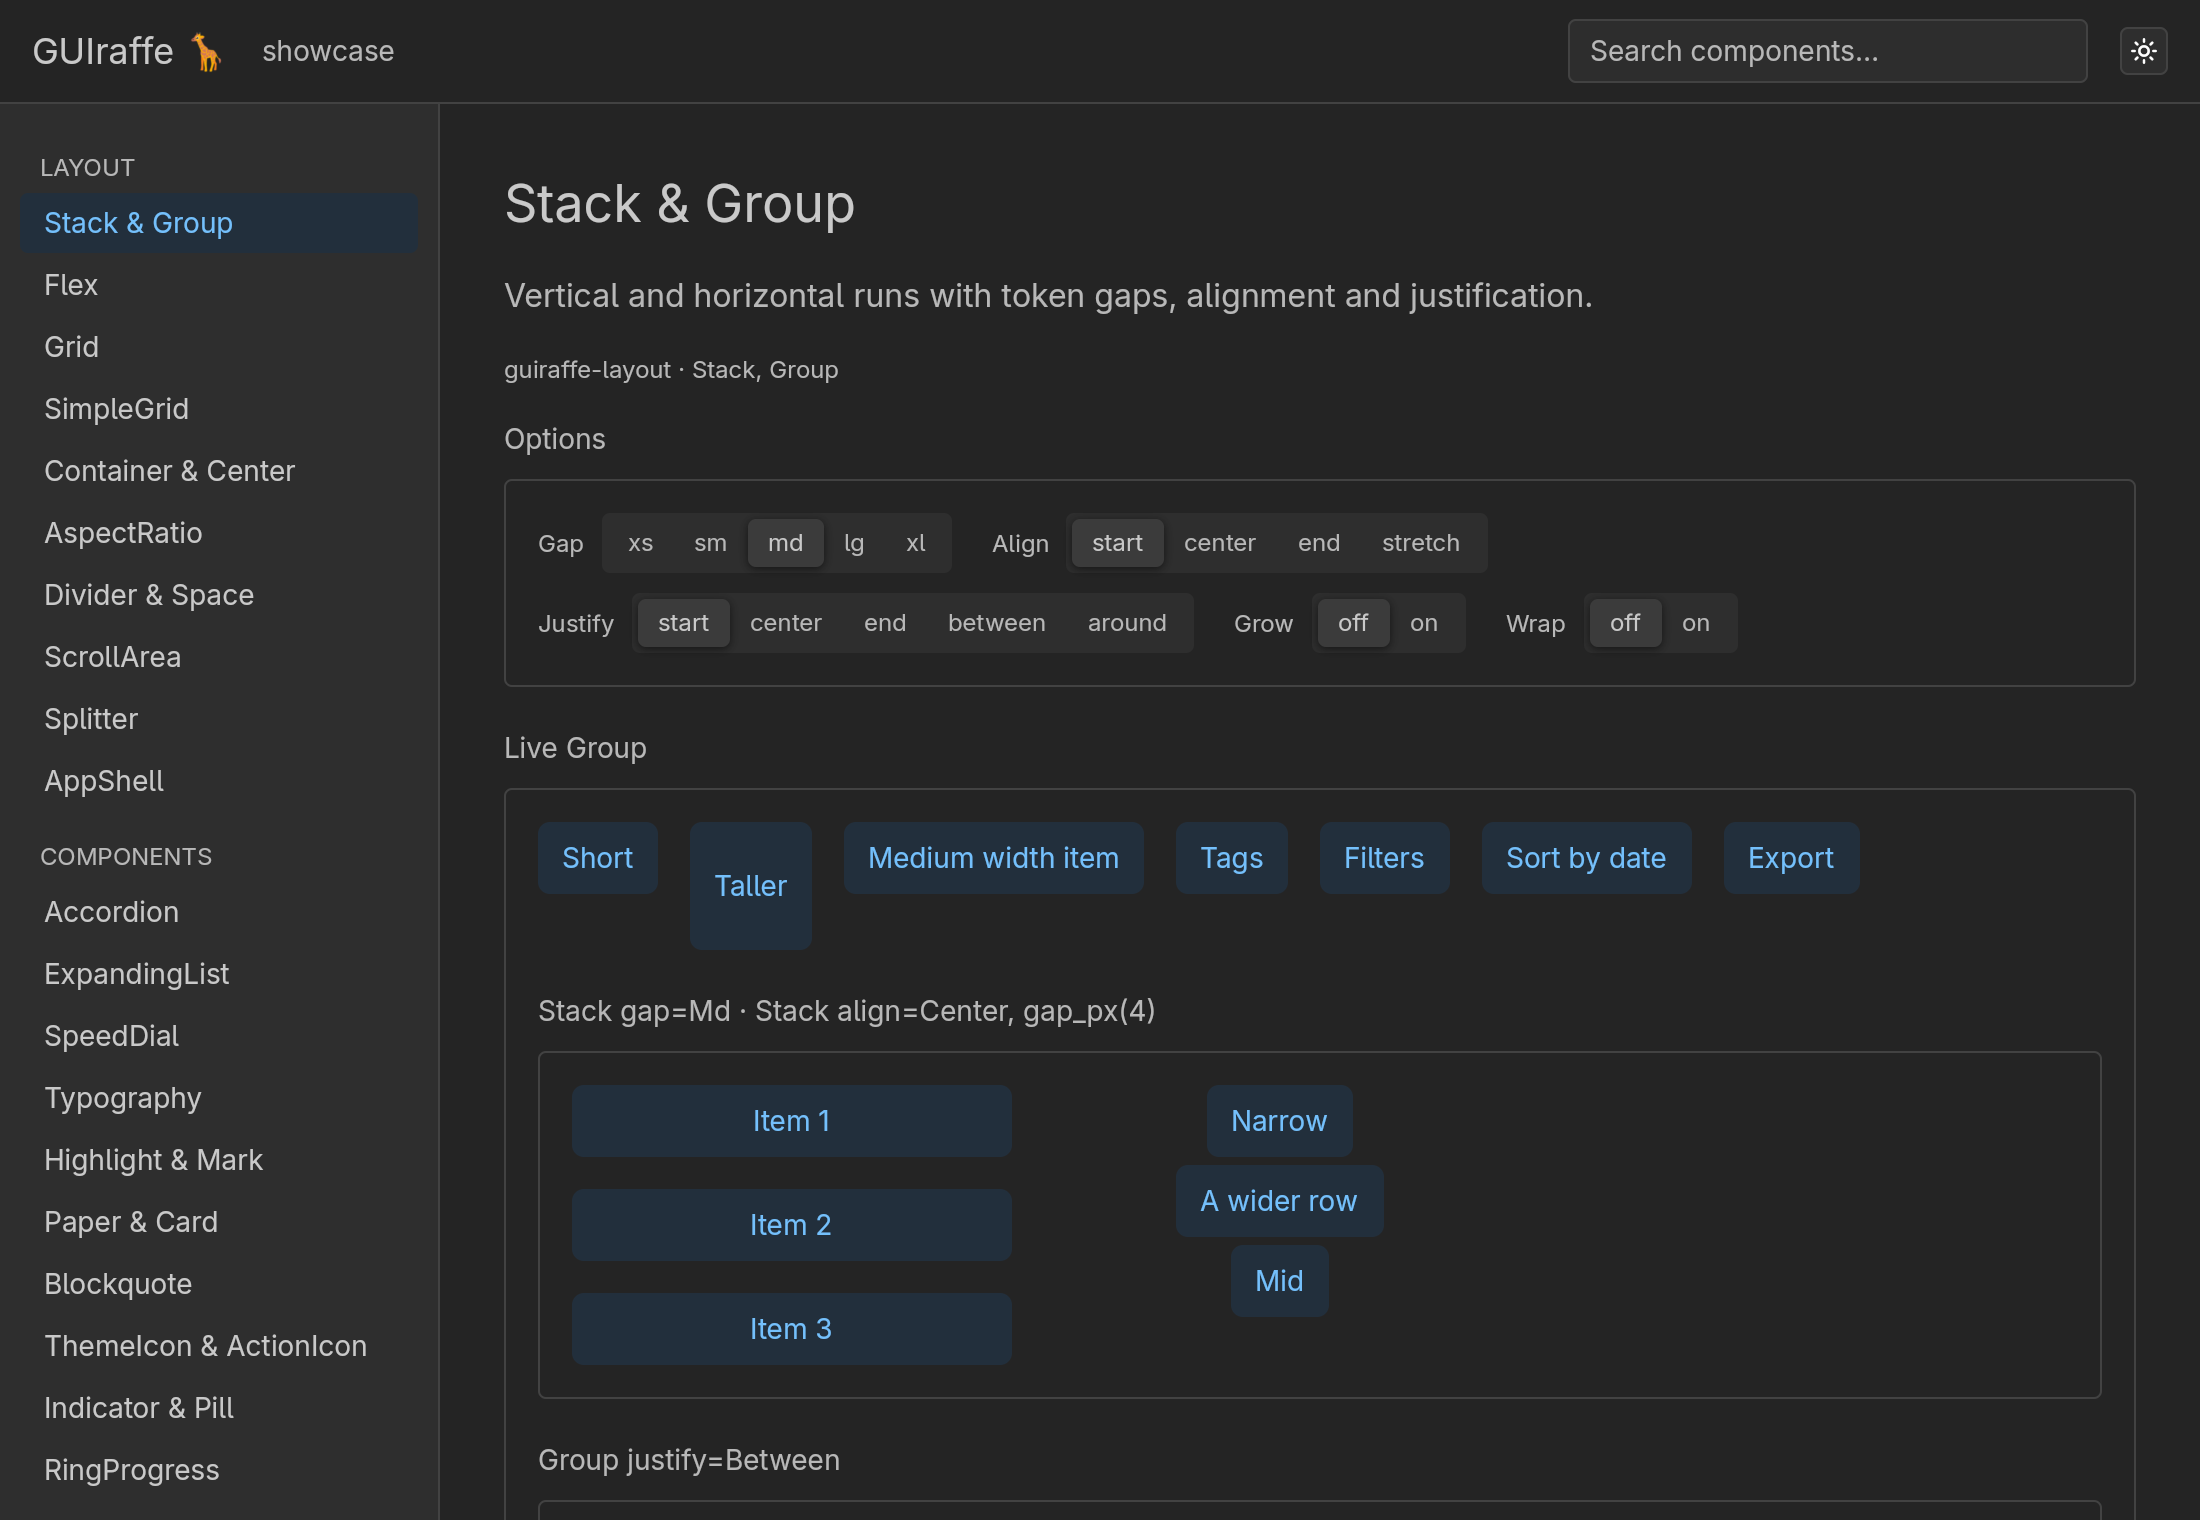 GUIraffe 🦒 showcase
Search components...
LAYOUT
Stack & Group
Flex
Grid
SimpleGrid
Container & Center
AspectRatio
Divider & Space
ScrollArea
Splitter
AppShell
COMPONENTS
Accordion
ExpandingList
SpeedDial
Typography
Highlight & Mark
Paper & Card
Blockquote
ThemeIcon & ActionIcon
Indicator & Pill
RingProgress
Stack & Group
Vertical and horizontal runs with token gaps, alignment and justification.
guiraffe-layout · Stack, Group
Options
Gap xs sm md lg xl Align start center end stretch
Justify start center end between around Grow off on Wrap off on
Live Group
Short Taller Medium width item Tags Filters Sort by date Export
Stack gap=Md · Stack align=Center, gap_px(4)
Item 1
Item 2
Item 3
Narrow
A wider row
Mid
Group justify=Between